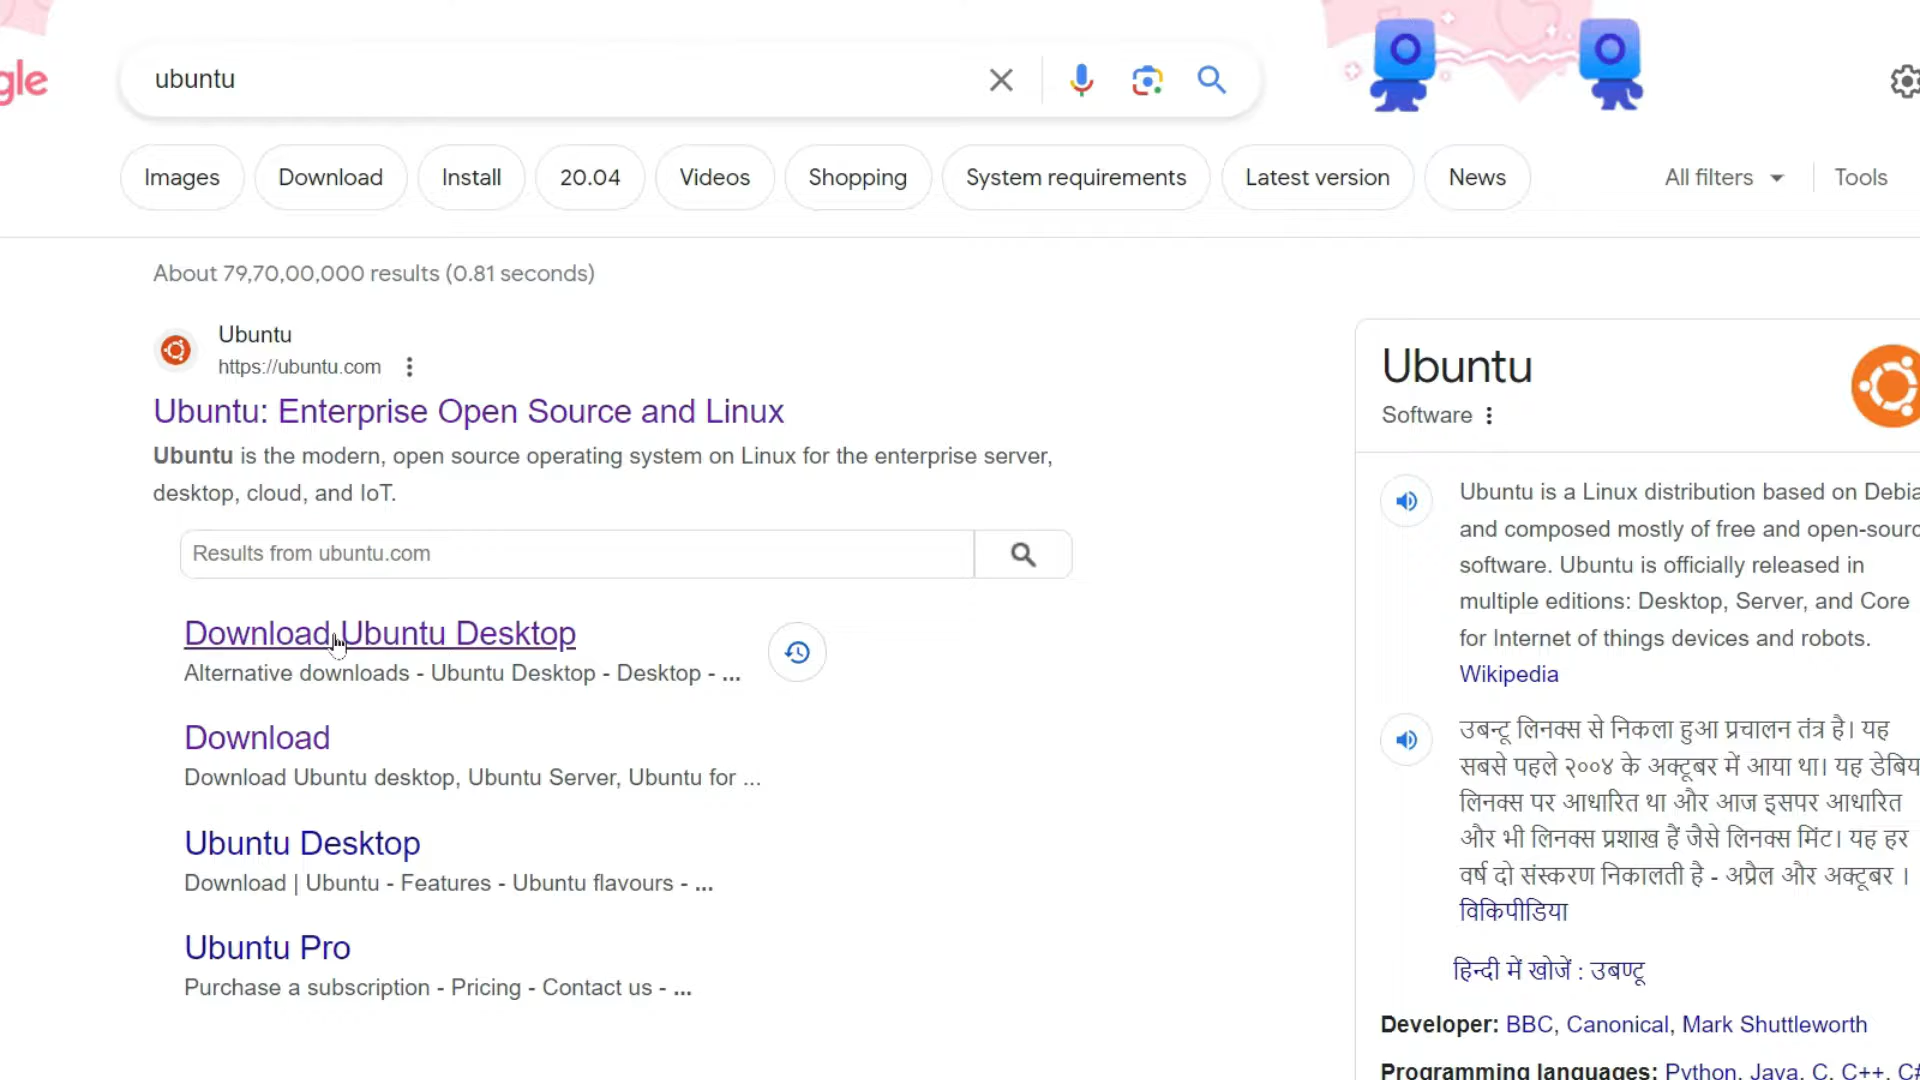 gle
ubuntu
Images
Download
Install
20.04
Videos
Shopping
System requirements
Latest version
News
All filters
Tools
About 79,70,00,000 results (0.81 seconds)
Ubuntu
https://ubuntu.com
Ubuntu: Enterprise Open Source and Linux
Ubuntu is the modern, open source operating system on Linux for the enterprise server,
desktop, cloud, and IoT.
Results from ubuntu.com
Download Ubuntu Desktop
Alternative downloads - Ubuntu Desktop - Desktop - ...
Download
Download Ubuntu desktop, Ubuntu Server, Ubuntu for ...
Ubuntu Desktop
Download | Ubuntu - Features - Ubuntu flavours - ...
Ubuntu Pro
Purchase a subscription - Pricing - Contact us - ...
Ubuntu
Software
Ubuntu is a Linux distribution based on Debia
and composed mostly of free and open-sourc
software. Ubuntu is officially released in
multiple editions: Desktop, Server, and Core
for Internet of things devices and robots.
Wikipedia
उबन्टू लिनक्स से निकला हुआ प्रचालन तंत्र है। यह
सबसे पहले २००४ के अक्टूबर में आया था। यह डेबिय
लिनक्स पर आधारित था और आज इसपर आधारित
और भी लिनक्स प्रशाख हैं जैसे लिनक्स मिंट। यह हर
वर्ष दो संस्करण निकालती है - अप्रैल और अक्टूबर ।
विकिपीडिया
हिन्दी में खोजें : उबण्टू
Developer: BBC, Canonical, Mark Shuttleworth
Programming languages: Python, Java, C, C++, C#